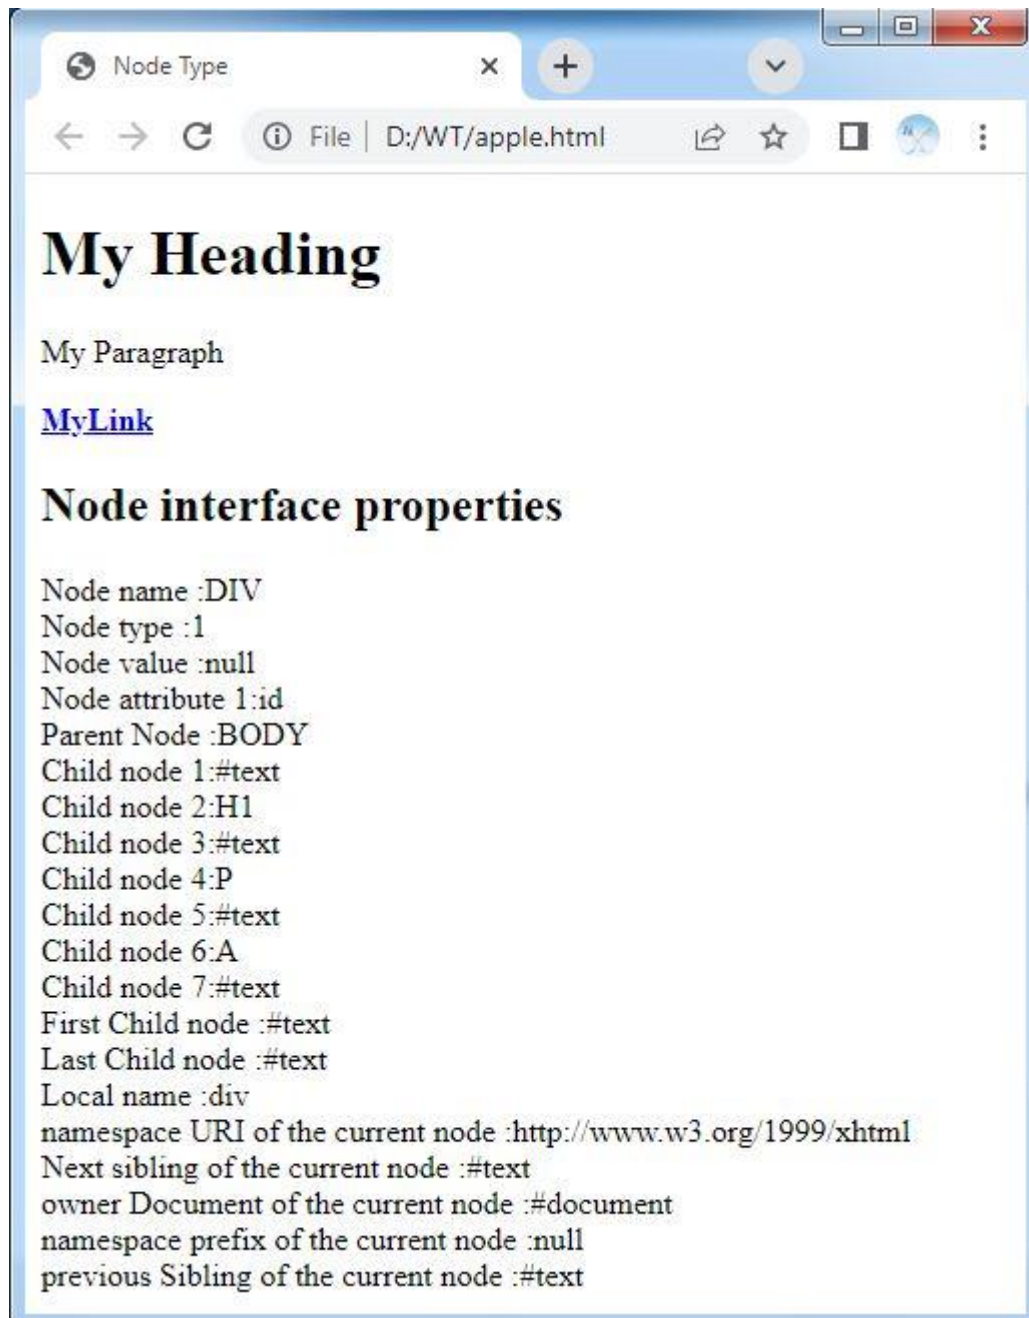 Node Type
File | D:/WT/apple.html
My Heading
My Paragraph
MyLink
Node interface properties
Node name :DIV
Node type :1
Node value :null
Node attribute 1:id
Parent Node :BODY
Child node 1:#text
Child node 2:H1
Child node 3:#text
Child node 4:P
Child node 5:#text
Child node 6:A
Child node 7:#text
First Child node :#text
Last Child node :#text
Local name :div
namespace URI of the current node :http://www.w3.org/1999/xhtml
Next sibling of the current node :#text
owner Document of the current node :#document
namespace prefix of the current node :null
previous Sibling of the current node :#text